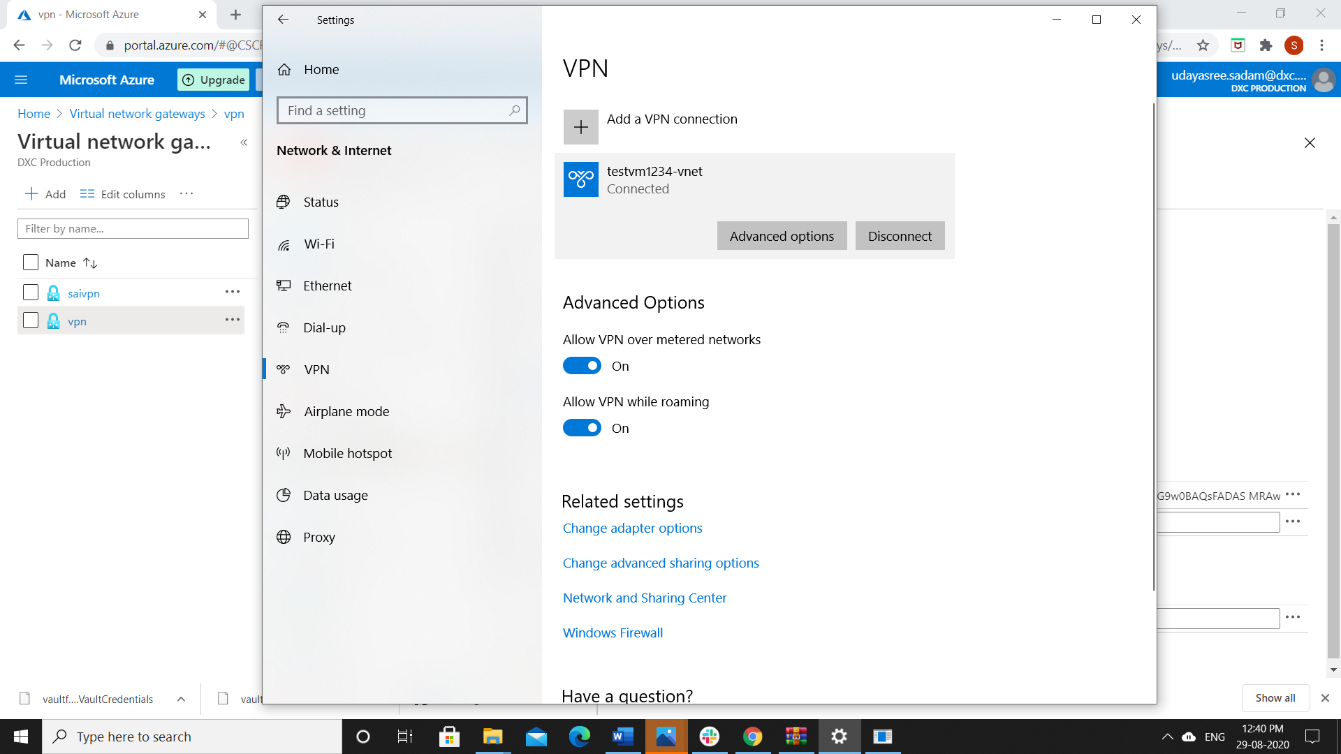 vpn - Microsoft Azure
portal.azure.com/#@CSCP
ys/...
S
Microsoft Azure
Upgrade
udayasree.sadam@dxc....
DXC PRODUCTION
Home > Virtual network gateways > vpn
Virtual network ga...
DXC Production
Add
Edit columns
Filter by name...
Name
saivpn
vpn
Settings
Home
Find a setting
Network & Internet
Status
Wi-Fi
Ethernet
Dial-up
VPN
Airplane mode
Mobile hotspot
Data usage
Proxy
VPN
Add a VPN connection
testvm1234-vnet
Connected
Advanced options
Disconnect
Advanced Options
Allow VPN over metered networks
On
Allow VPN while roaming
On
Related settings
Change adapter options
Change advanced sharing options
Network and Sharing Center
Windows Firewall
Have a question?
G9w0BAQsFADAS MRAw
vaultf....VaultCredentials
vault
Show all
Type here to search
ENG
12:40 PM
29-08-2020